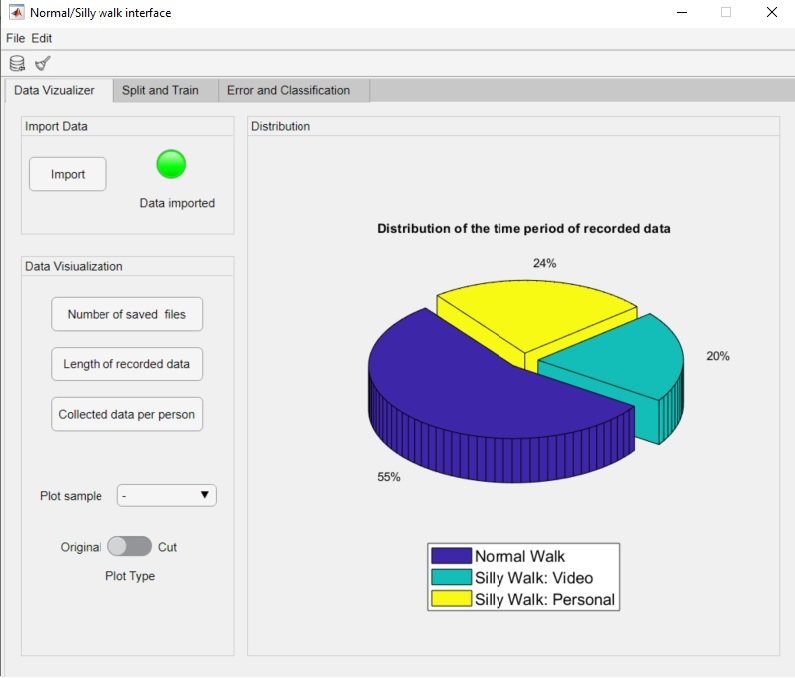 Normal/Silly walk interface
File Edit
Data Vizualizer
Split and Train
Error and Classification
Import Data
Import
Data imported
Data Visiualization
Number of saved files
Length of recorded data
Collected data per person
Plot sample
-
Original
Cut
Plot Type
Distribution
Distribution of the time period of recorded data
24%
20%
55%
Normal Walk
Silly Walk: Video
Silly Walk: Personal